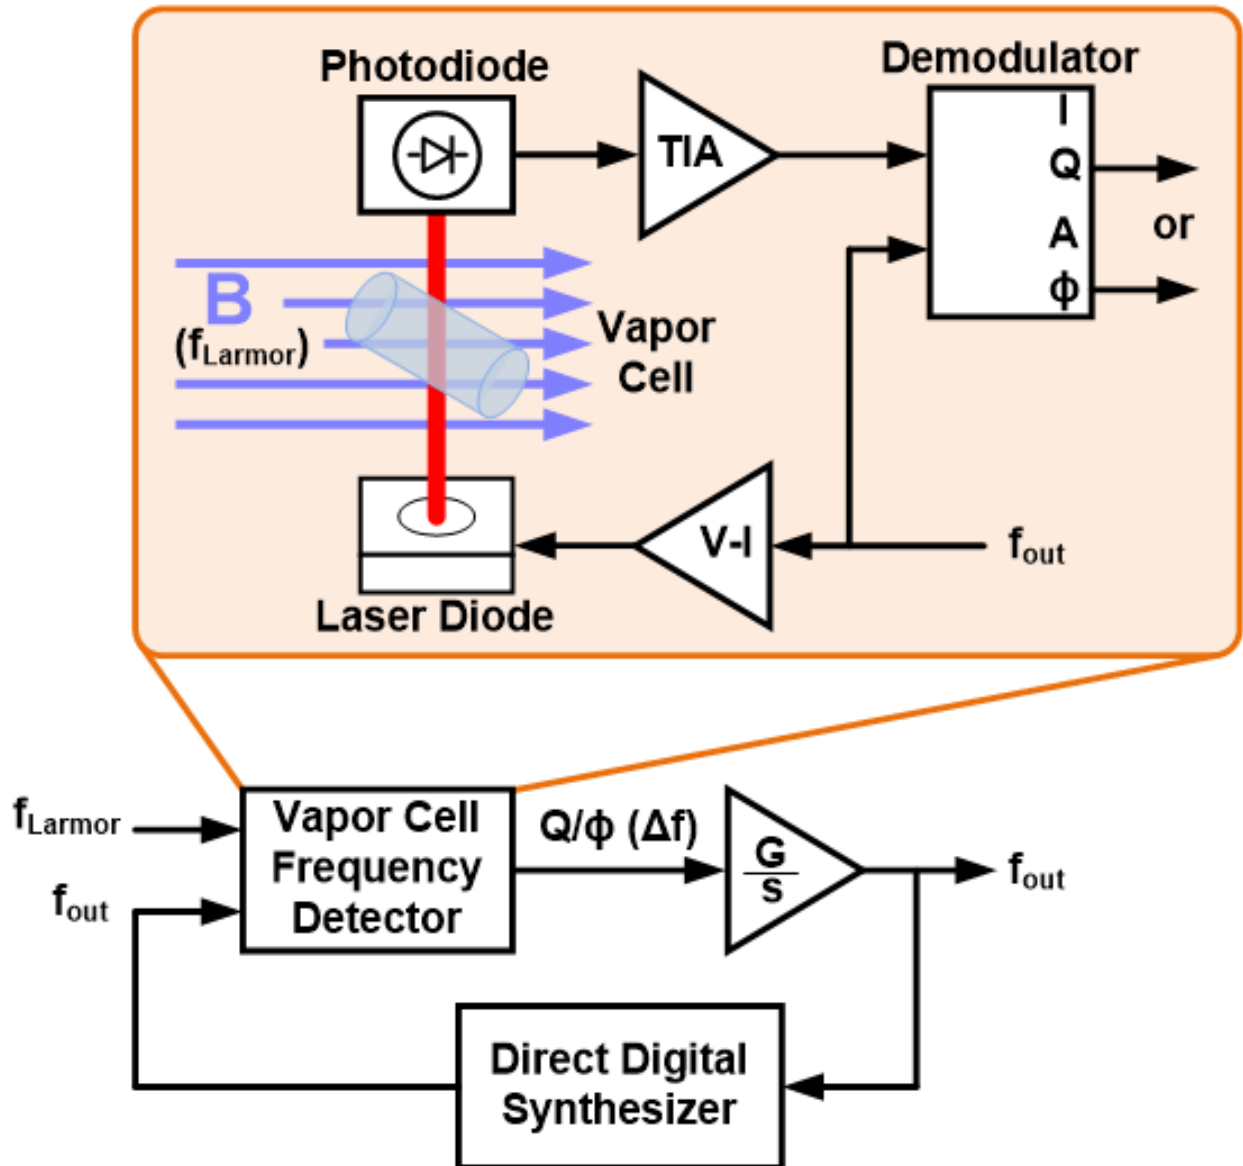 Photodiode
Demodulator
TIA
I
Q
or
A
ϕ
B
(fLarmor)
Vapor
Cell
V-I
fout
Laser Diode
fLarmor
fout
Vapor Cell
Frequency
Detector
Q/ϕ (Δf)
G
s
fout
Direct Digital
Synthesizer